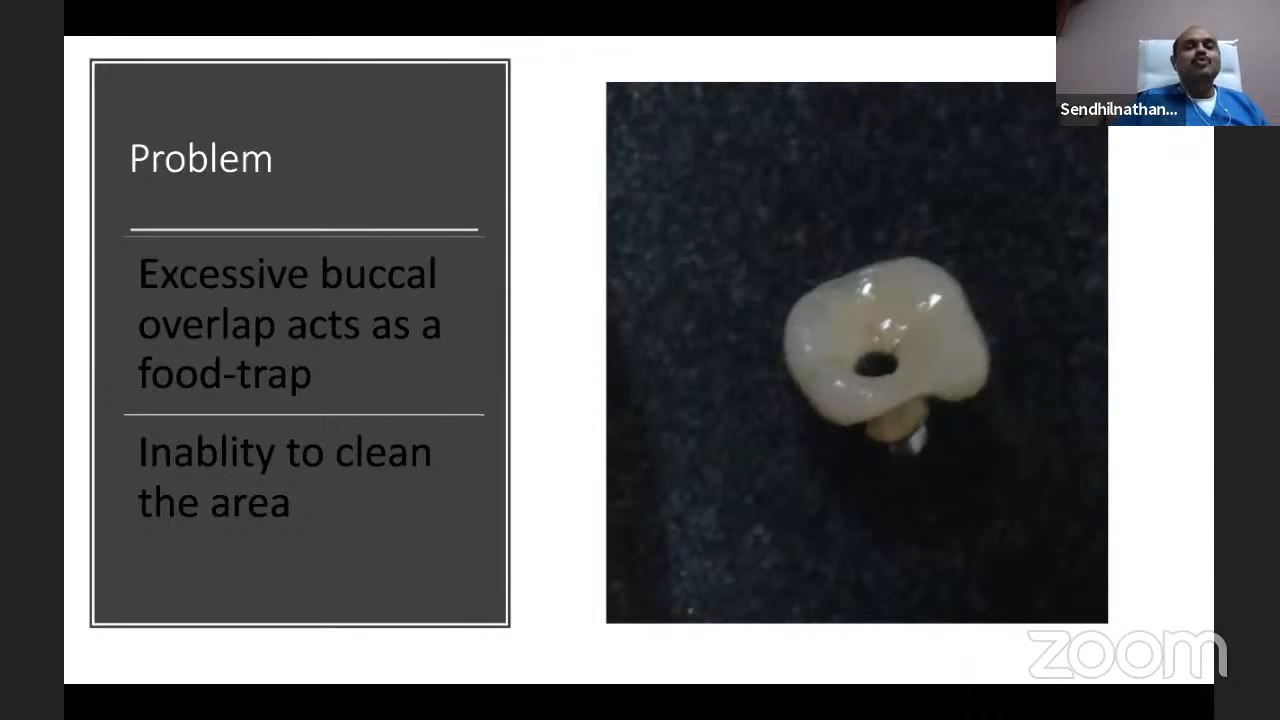 Problem
Excessive buccal
overlap acts as a
food-trap
Inablity to clean
the area
Sendhilnathan...
zoom